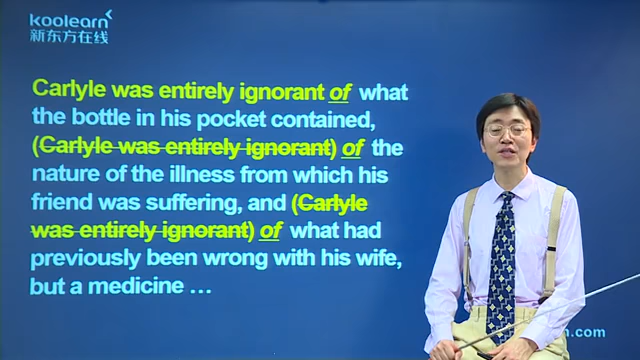 koolearn
新东方在线
Carlyle was entirely ignorant of what
the bottle in his pocket contained,
(Carlyle was entirely ignorant) of the
nature of the illness from which his
friend was suffering, and (Carlyle
was entirely ignorant) of what had
previously been wrong with his wife,
but a medicine …
.com